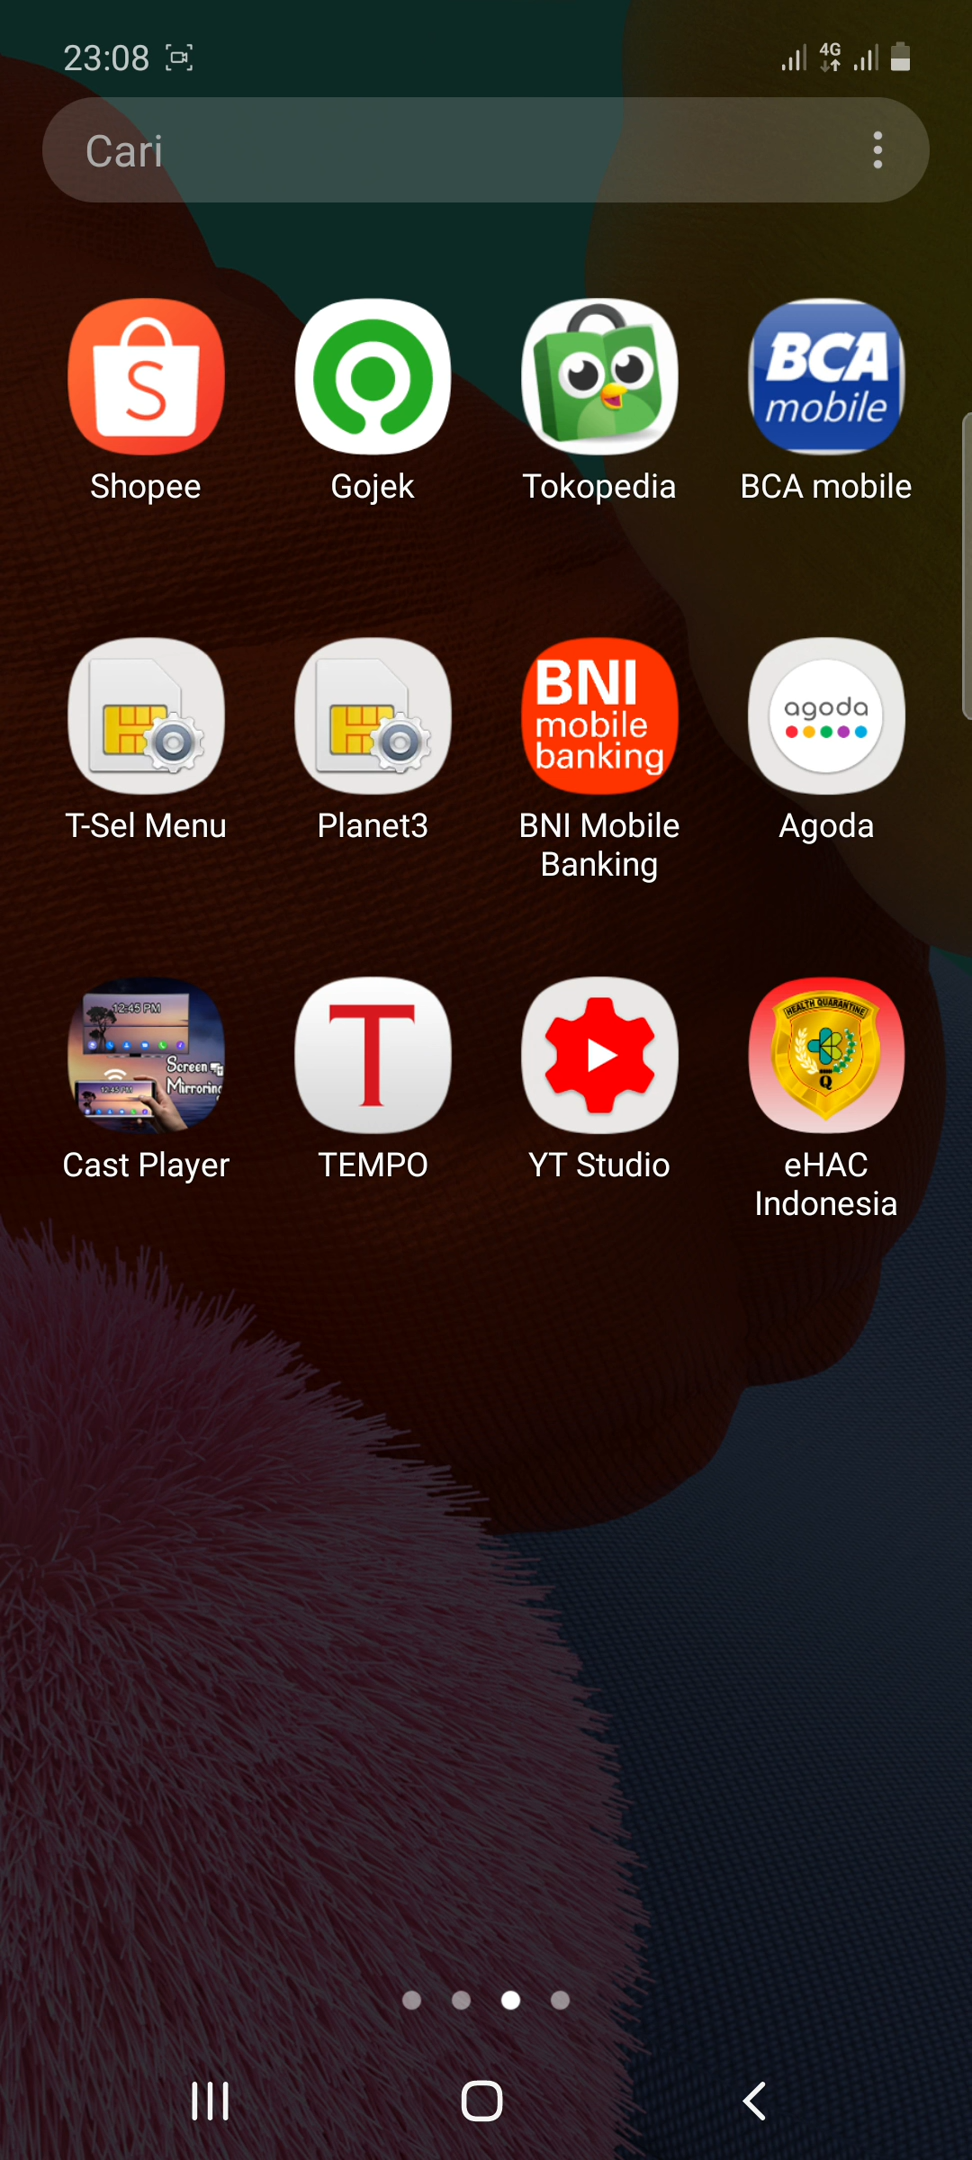 23:08
4G
Cari
S
BCA
mobile
Shopee
Gojek
Tokopedia
BCA mobile
BNI
mobile
banking
agoda
T-Sel Menu
Planet3
BNI Mobile
Banking
Agoda
12:45 PM
Screen
Mirroring
12:45 PM
T
HEALTH QUARANTINE
Q
Cast Player
TEMPO
YT Studio
eHAC
Indonesia